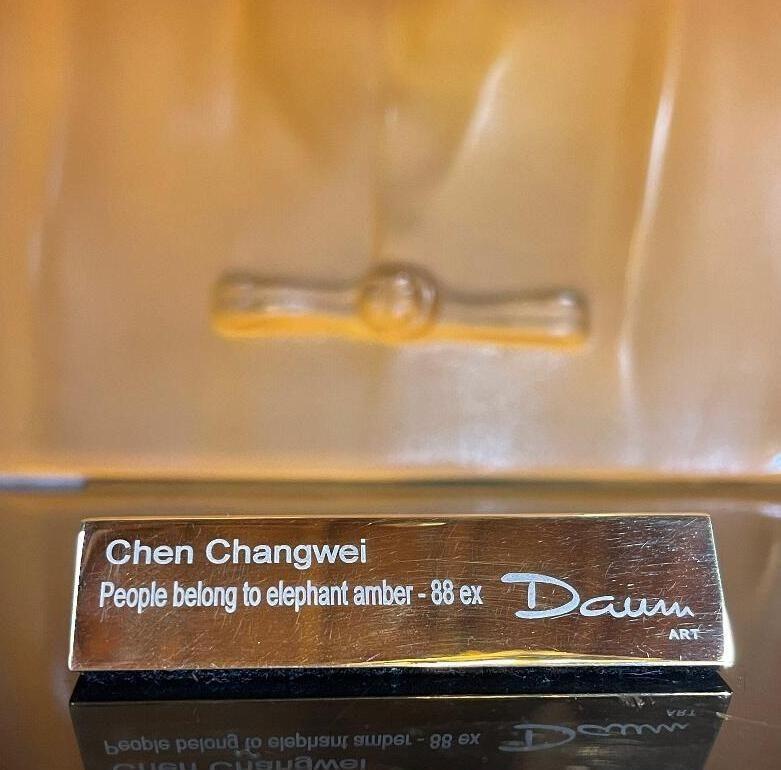 Chen Changwei
People belong to elephant amber - 88 ex
Daum
ART